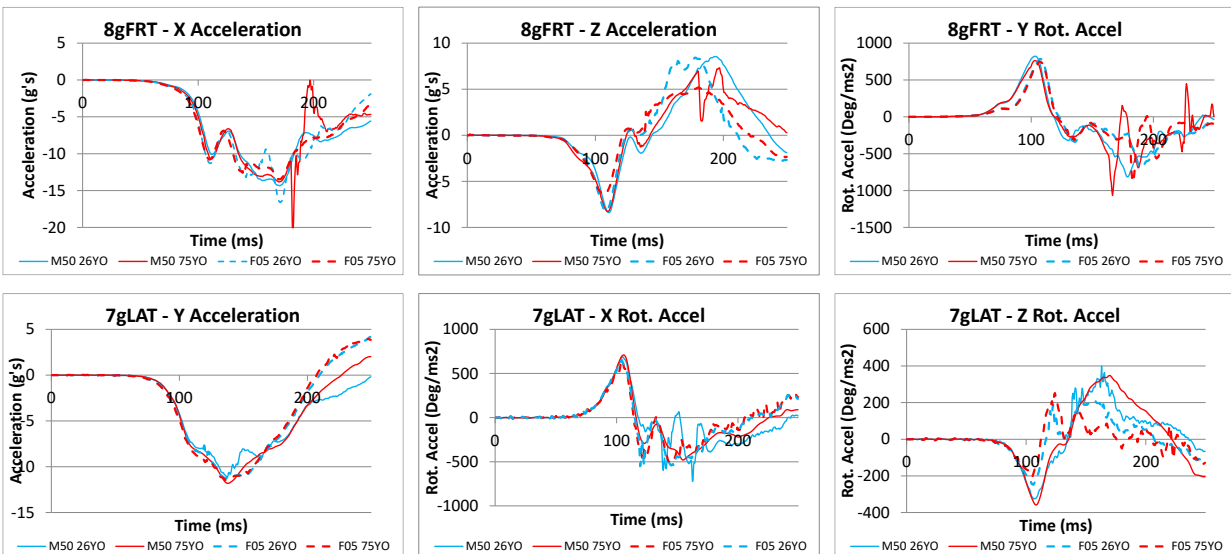 8gFRT - X Acceleration
Acceleration (g's)
5
0
-5
-10
-15
-20
0
100
200
Time (ms)
M50 26YO M50 75YO F05 26YO F05 75YO
8gFRT - Z Acceleration
Acceleration (g's)
10
5
0
-5
-10
0
100
200
Time (ms)
M50 26YO M50 75YO F05 26YO F05 75YO
8gFRT - Y Rot. Accel
Rot. Accel (Deg/ms2)
1000
500
0
-500
-1000
-1500
0
100
200
Time (ms)
M50 26YO M50 75YO F05 26YO F05 75YO
7gLAT - Y Acceleration
Acceleration (g's)
5
0
-5
-10
-15
0
100
200
Time (ms)
M50 26YO M50 75YO F05 26YO F05 75YO
7gLAT - X Rot. Accel
Rot. Accel (Deg/ms2)
1000
500
0
-500
-1000
0
100
200
Time (ms)
M50 26YO M50 75YO F05 26YO F05 75YO
7gLAT - Z Rot. Accel
Rot. Accel (Deg/ms2)
600
400
200
0
-200
-400
0
100
200
Time (ms)
M50 26YO M50 75YO F05 26YO F05 75YO